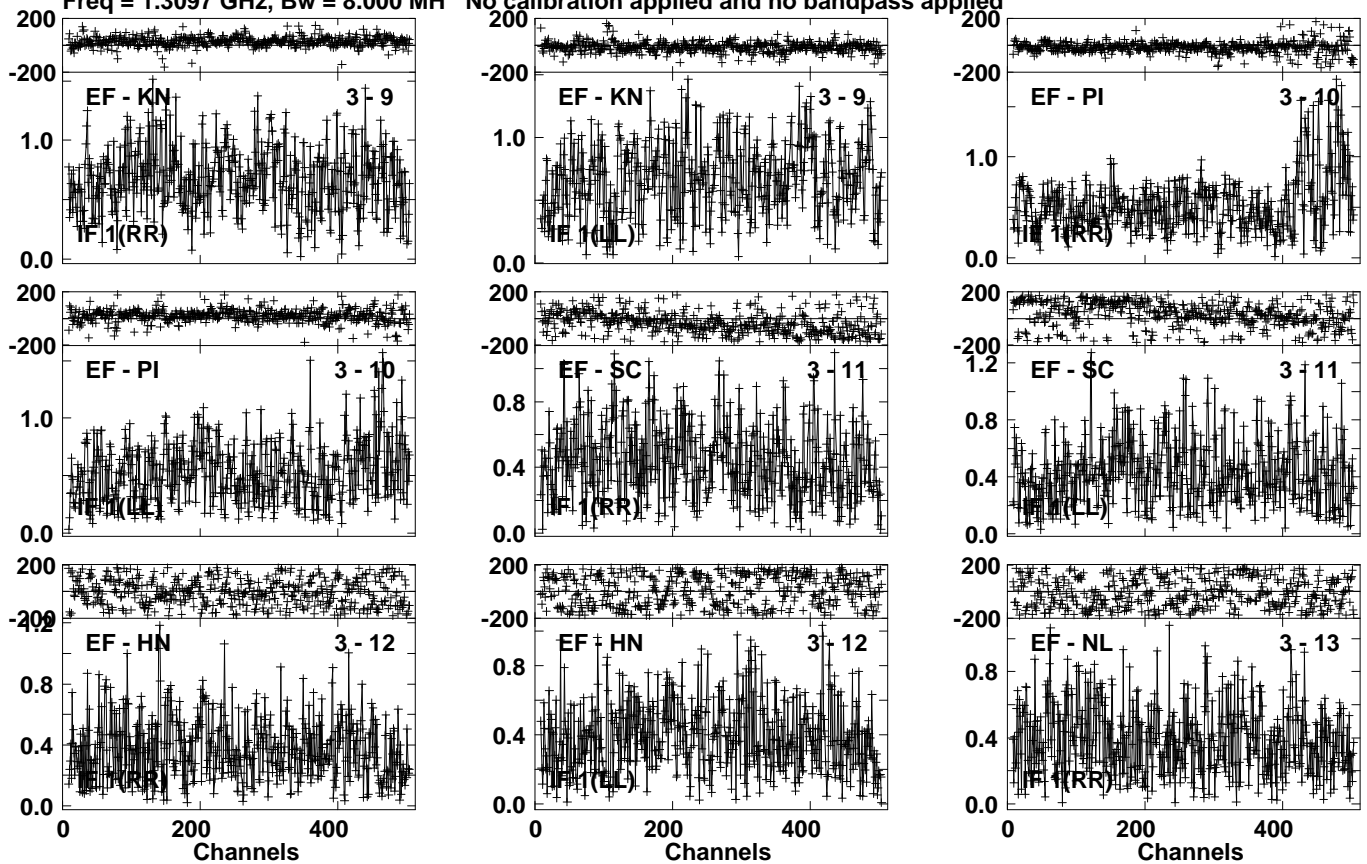 Freq = 1.3097 GHz, Bw = 8.000 MH No calibration applied and no bandpass applied
200
-200
EF - KN 3 - 9
1.0
IF 1(RR)
0.0
200
-200
EF - KN 3 - 9
1.0
IF 1(LL)
0.0
200
-200
EF - PI 3 - 10
1.0
IF 1(RR)
0.0
200
-200
EF - PI 3 - 10
1.0
IF 1(LL)
0.0
200
-200
EF - SC 3 - 11
0.8
0.4
IF 1(RR)
0.0
200
-200
1.2
EF - SC 3 - 11
0.8
0.4
IF 1(LL)
0.0
200
-200
1.2
EF - HN 3 - 12
0.8
0.4
IF 1(RR)
0.0
0 200 400
Channels
200
-200
EF - HN 3 - 12
0.8
0.4
IF 1(LL)
0.0
0 200 400
Channels
200
-200
EF - NL 3 - 13
0.8
0.4
IF 1(RR)
0.0
0 200 400
Channels